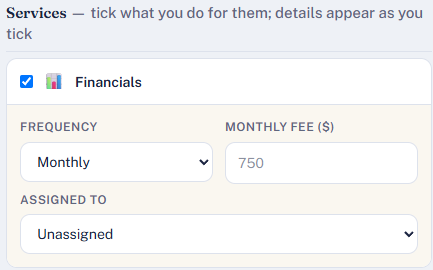 Services — tick what you do for them; details appear as you
tick
Financials
FREQUENCY MONTHLY FEE ($)
Monthly 750
ASSIGNED TO
Unassigned